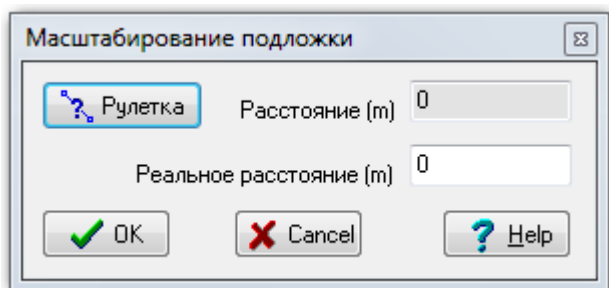 Масштабирование подложки
Рулетка Расстояние (m) 0
Реальное расстояние (m) 0
OK Cancel Help